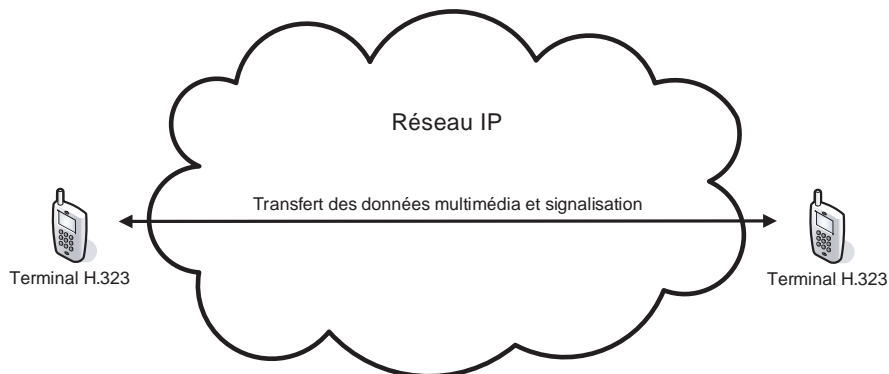 Réseau IP
Transfert des données multimédia et signalisation
Terminal H.323
Terminal H.323